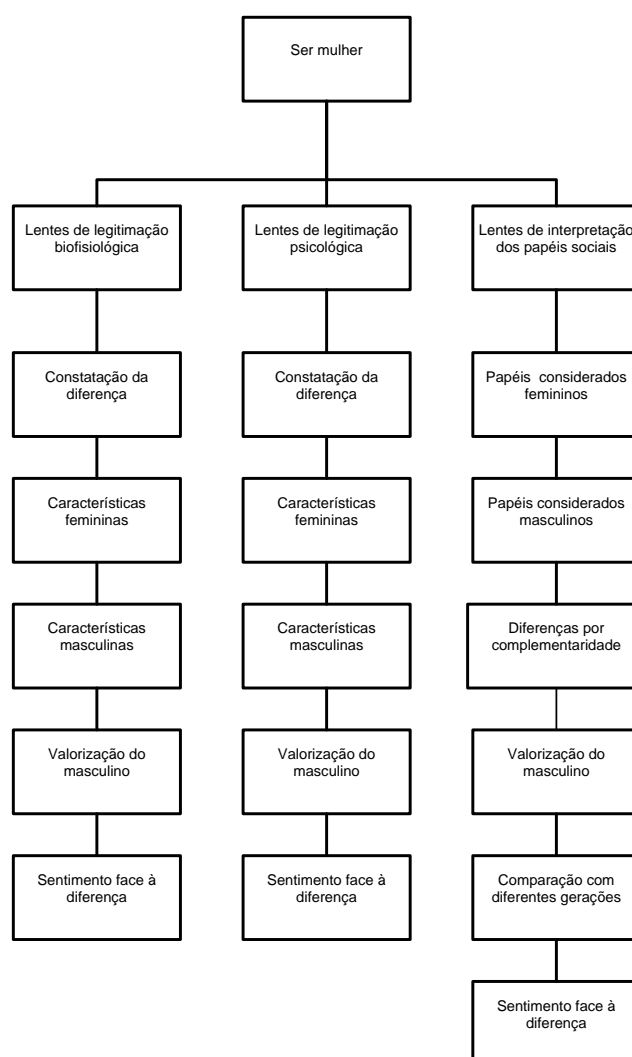 Ser mulher
Lentes de legitimação
biofisiológica
Lentes de legitimação
psicológica
Lentes de interpretação
dos papéis sociais
Constatação da
diferença
Constatação da
diferença
Papéis considerados
femininos
Características
femininas
Características
femininas
Papéis considerados
masculinos
Características
masculinas
Características
masculinas
Diferenças por
complementaridade
Valorização do
masculino
Valorização do
masculino
Valorização do
masculino
Sentimento face à
diferença
Sentimento face à
diferença
Comparação com
diferentes gerações
Sentimento face à
diferença